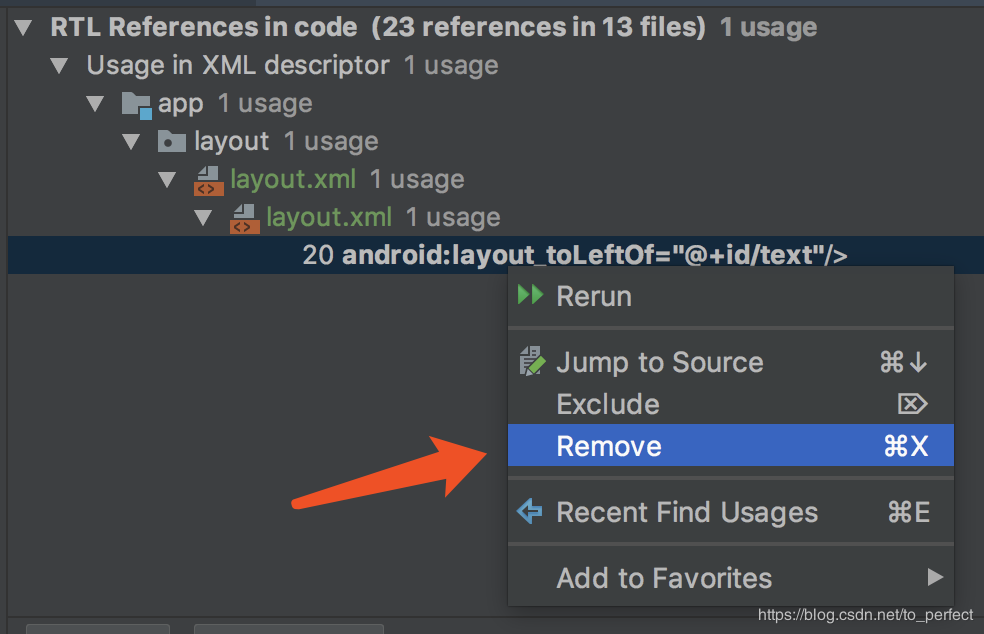 RTL References in code (23 references in 13 files) 1 usage
Usage in XML descriptor 1 usage
app 1 usage
layout 1 usage
layout.xml 1 usage
layout.xml 1 usage
20 android:layout_toLeftOf="@+id/text"/>
Rerun
Jump to Source ⌘↓
Exclude ⌦
Remove ⌘X
Recent Find Usages ⌘E
Add to Favorites
https://blog.csdn.net/to_perfect